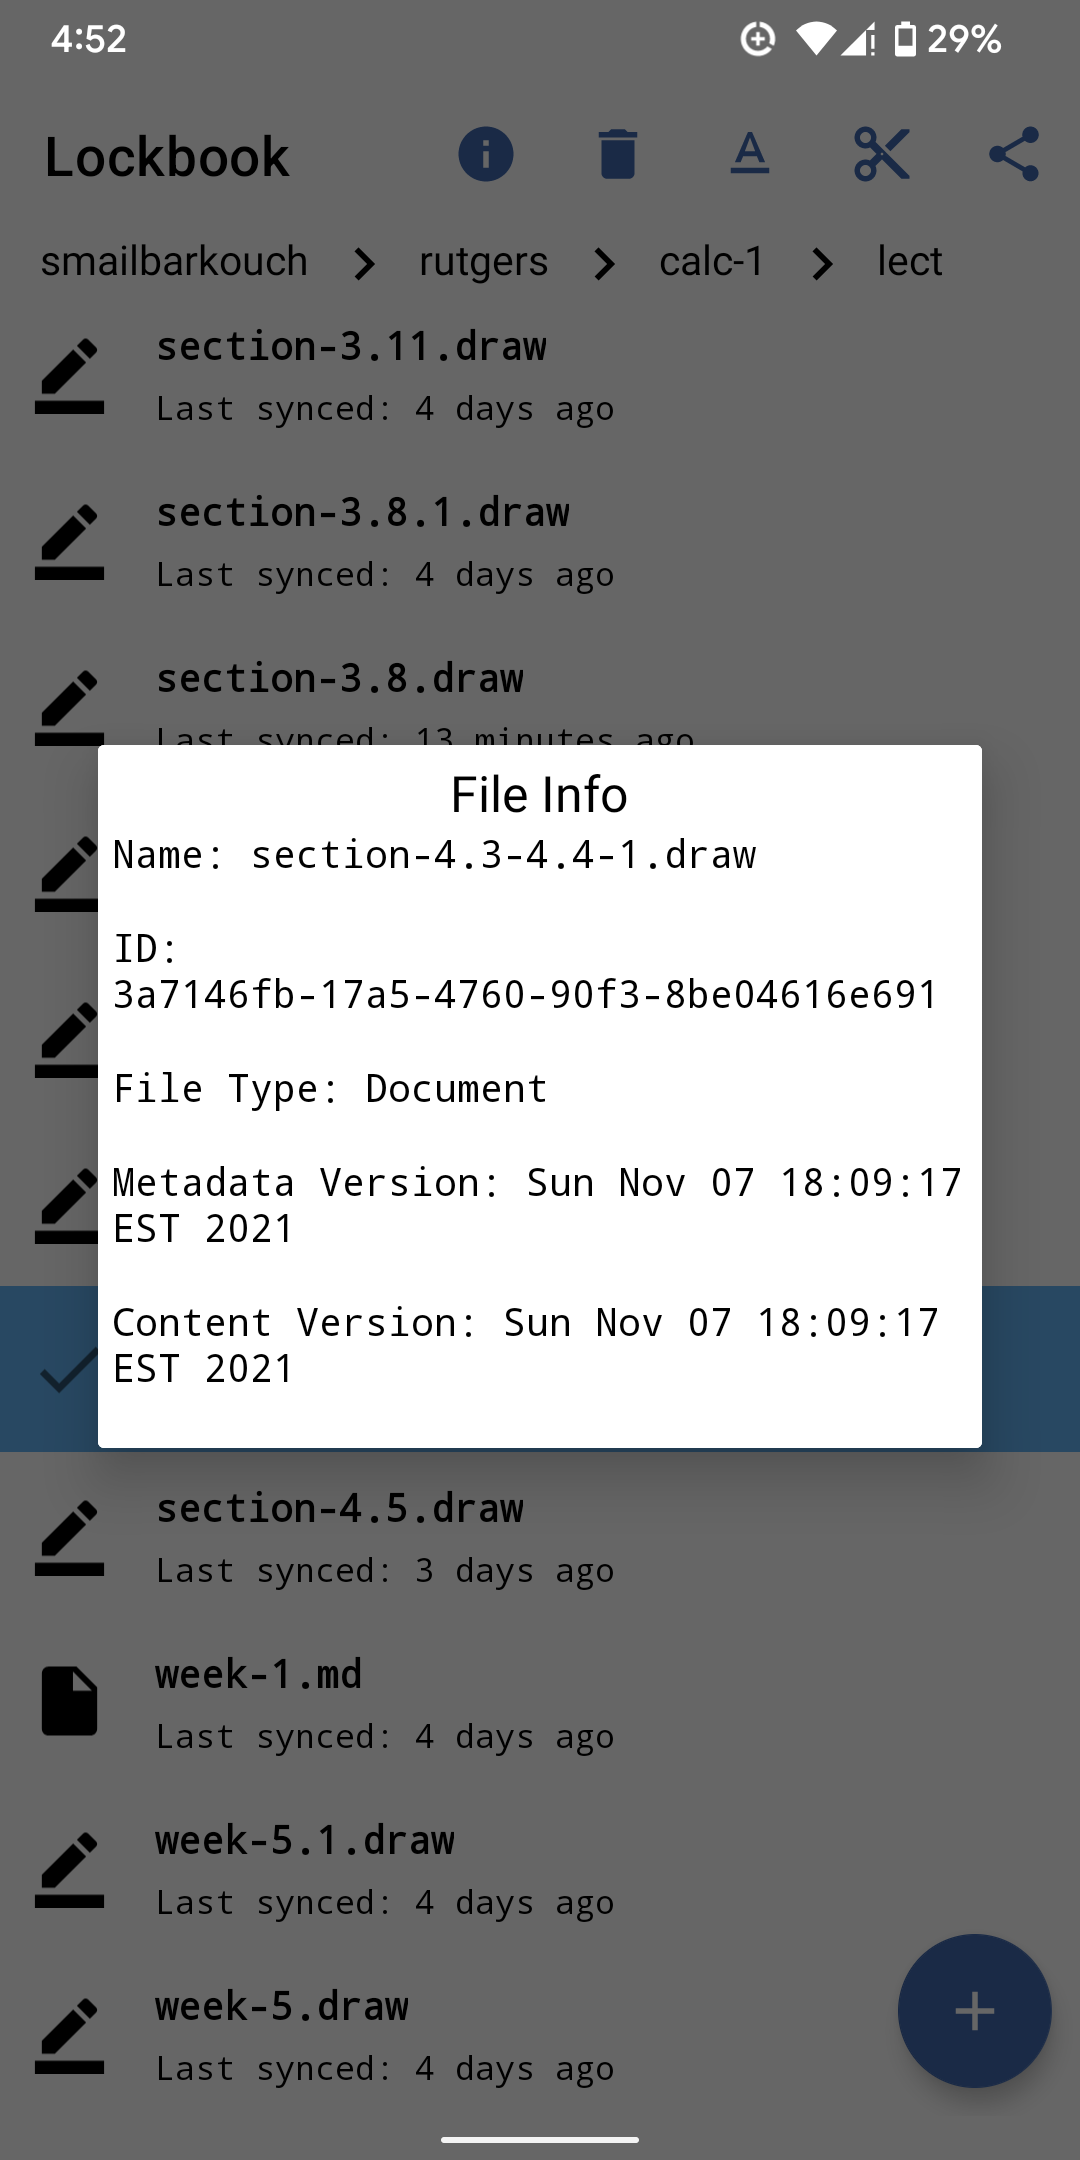 4:52
29%
Lockbook
smailbarkouch
rutgers
calc-1
lect
section-3.11.draw
Last synced: 4 days ago
section-3.8.1.draw
Last synced: 4 days ago
section-3.8.draw
Last synced: 13 minutes ago
File Info
Name: section-4.3-4.4-1.draw
ID:
3a7146fb-17a5-4760-90f3-8be04616e691
File Type: Document
Metadata Version: Sun Nov 07 18:09:17
EST 2021
Content Version: Sun Nov 07 18:09:17
EST 2021
section-4.5.draw
Last synced: 3 days ago
week-1.md
Last synced: 4 days ago
week-5.1.draw
Last synced: 4 days ago
week-5.draw
Last synced: 4 days ago